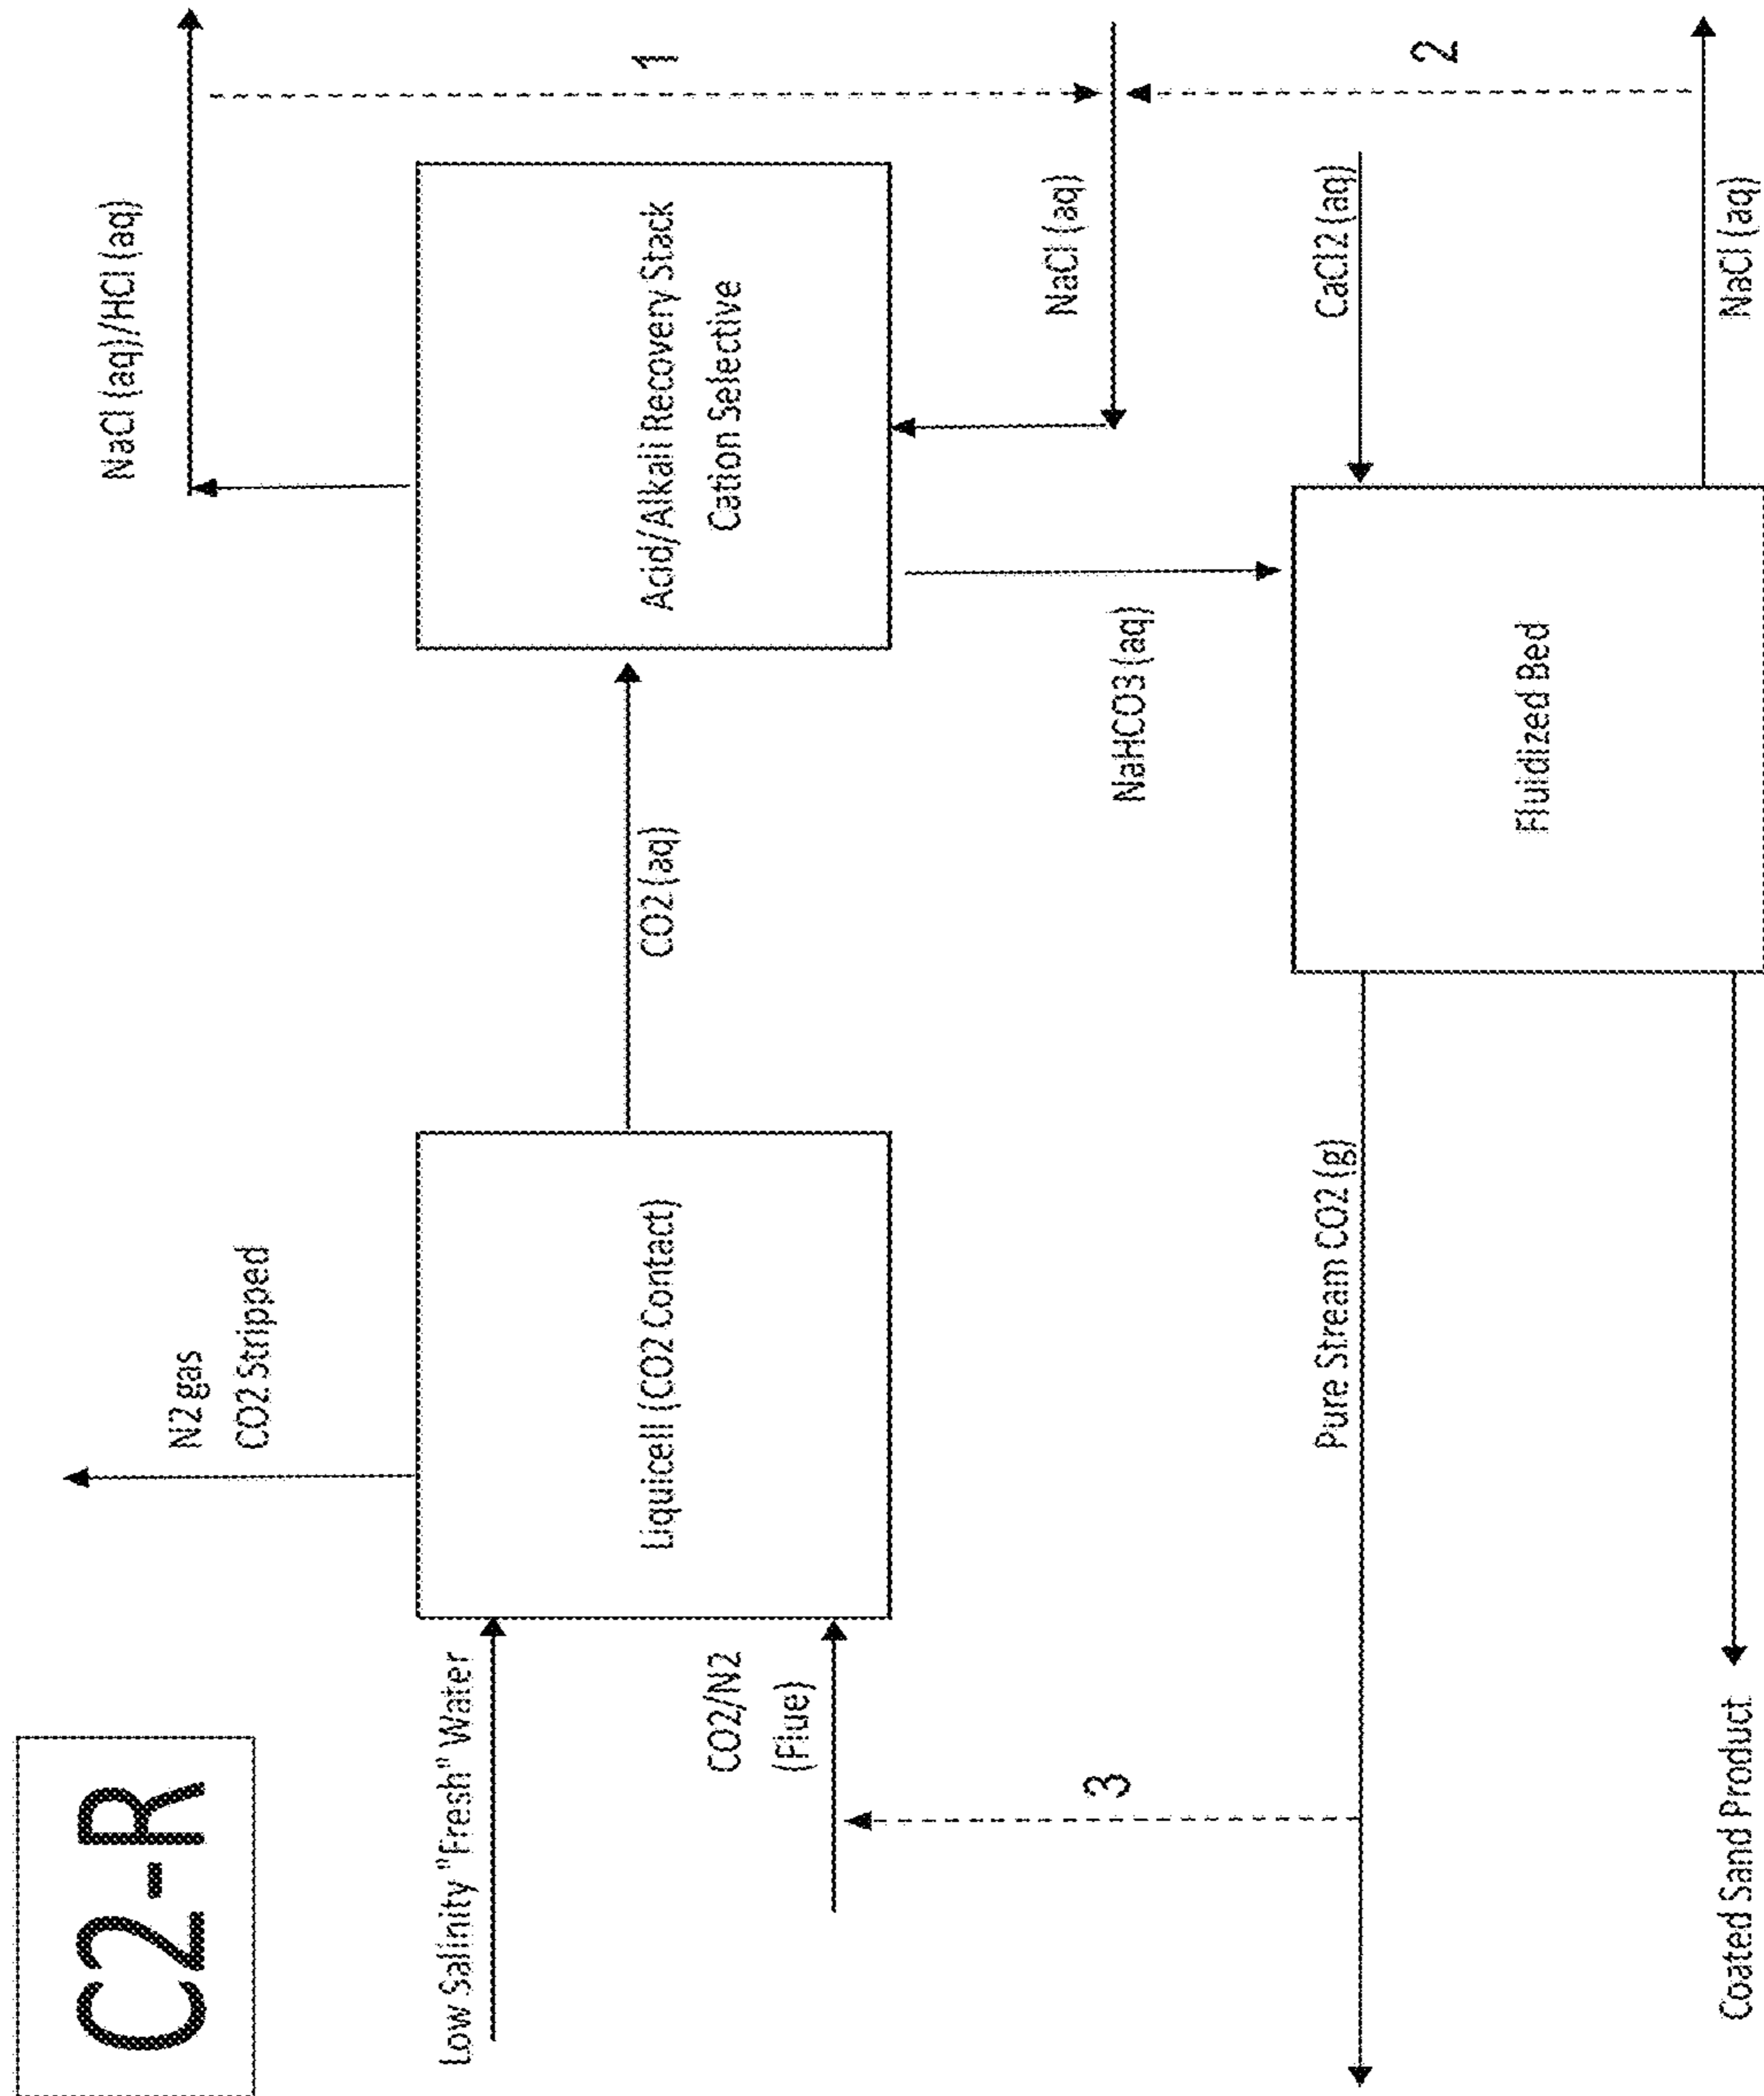 C2-R
N2 gas
CO2 Stripped
NaCl (aq)/HCl (aq)
Low Salinity "Fresh" Water
Liquicell (CO2 Contact)
CO2 (aq)
Acid/Alkali Recovery Stack
Cation Selective
1
CO2/N2
(Flue)
3
NaHCO3 (aq)
NaCl (aq)
Pure Stream CO2 (g)
Fluidized Bed
CaCl2 (aq)
2
Coated Sand Product
NaCl (aq)